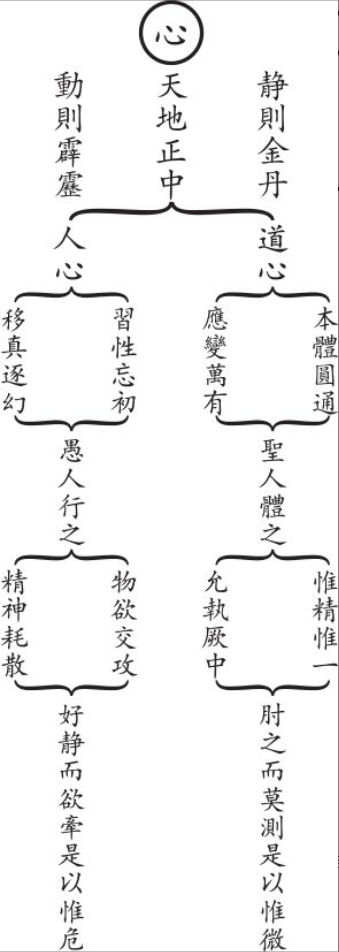 心
靜則金丹
天地正中
動則霹靂
道心
本體圓通
應變萬有
聖人體之
惟精惟一
允執厥中
肘之而莫測是以惟微
人心
習性忘初
移真逐幻
愚人行之
物欲交攻
精神耗散
好靜而欲牽是以惟危